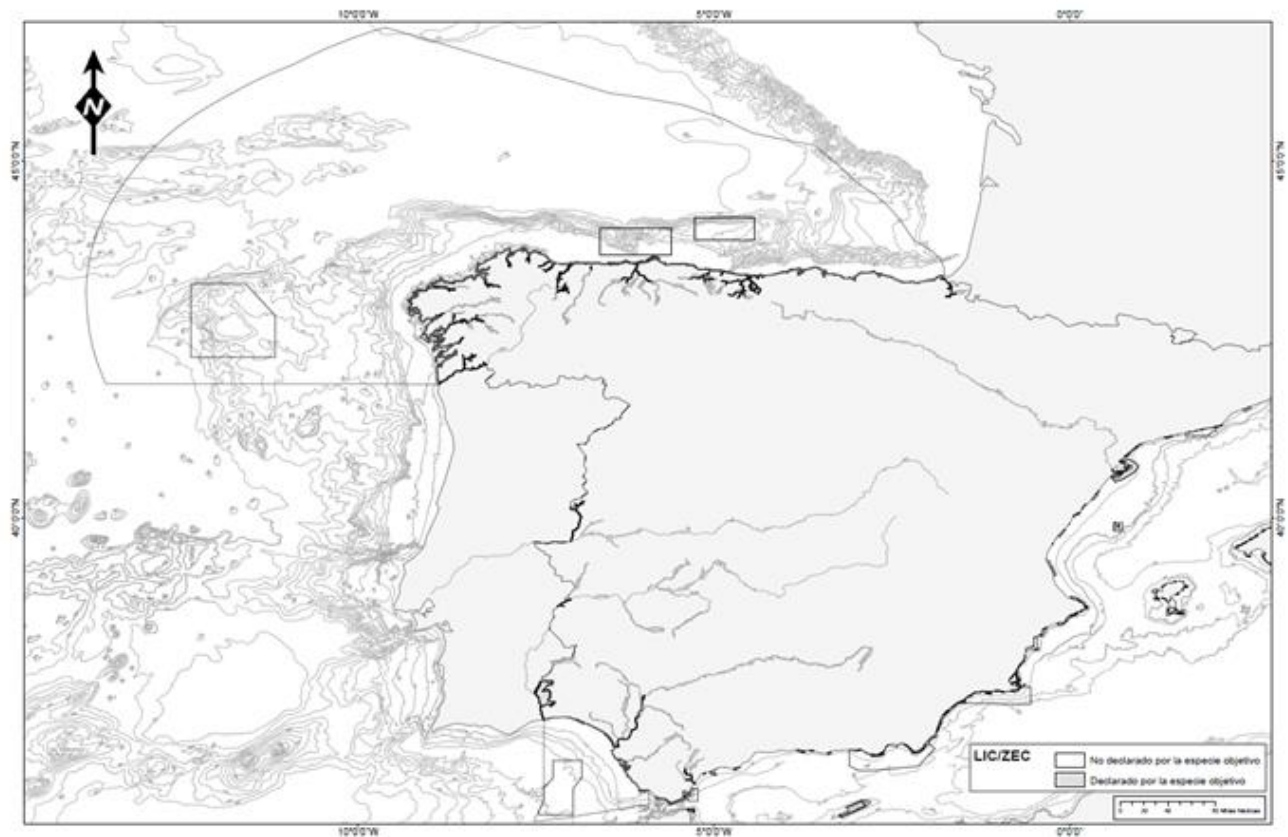 10°0'0"W 5°0'0"W 0°0'0"
N
45°0'0"N 45°0'0"N
40°0'0"N 40°0'0"N
LIC/ZEC
No declarado por la especie objetivo
Declarado por la especie objetivo
10°0'0"W 5°0'0"W 0°0'0"